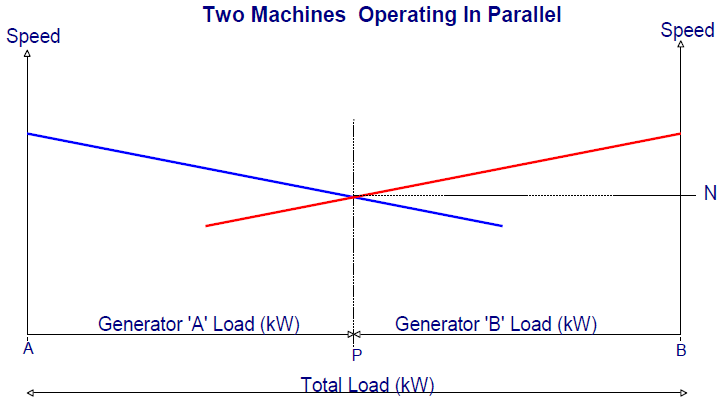 Two Machines Operating In Parallel
Speed
Speed
N
Generator 'A' Load (kW)
Generator 'B' Load (kW)
A
P
B
Total Load (kW)